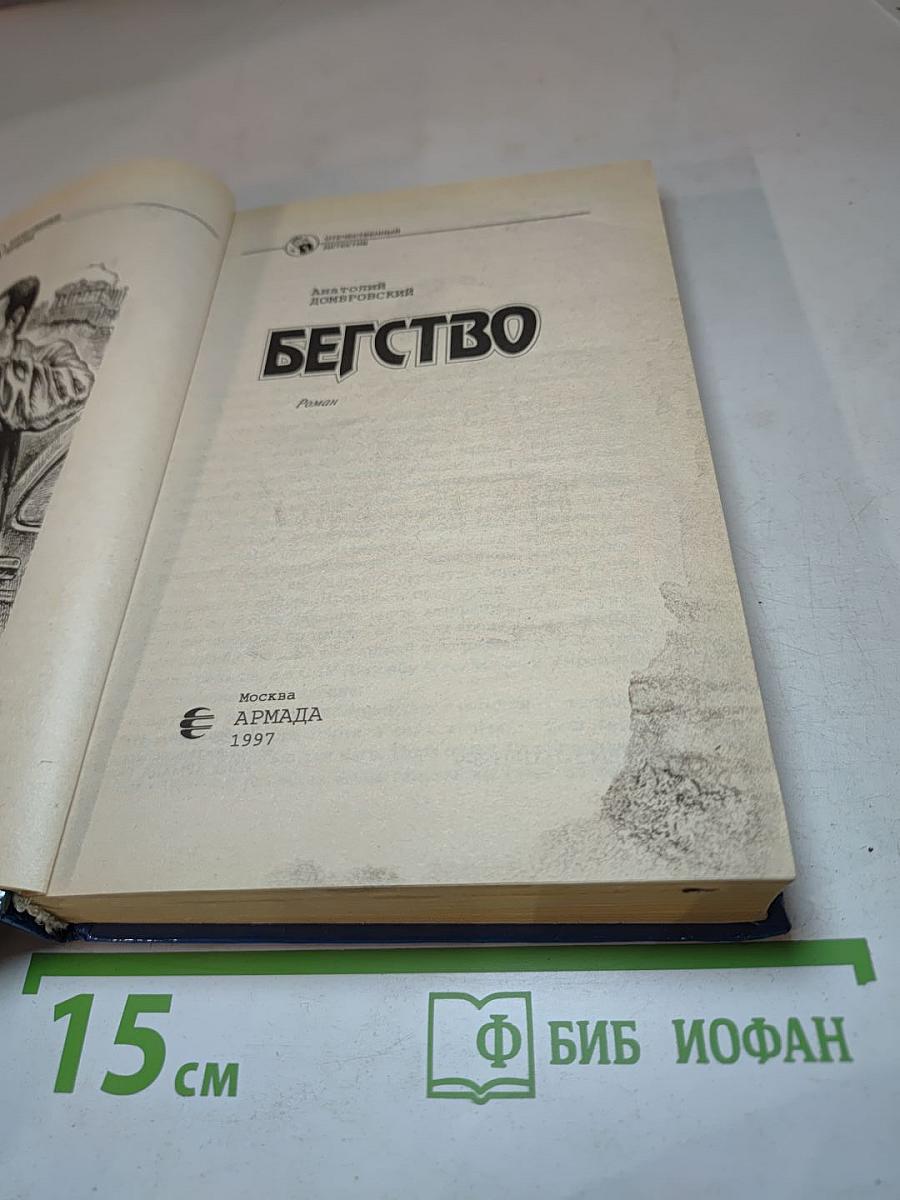 ОТЕЧЕСТВЕННЫЙ
ДЕТЕКТИВ
Анатолий
ДОМБРОВСКИЙ
БЕГСТВО
Роман
Москва
АРМАДА
1997
15 см
Ф БИБ ИОФАН